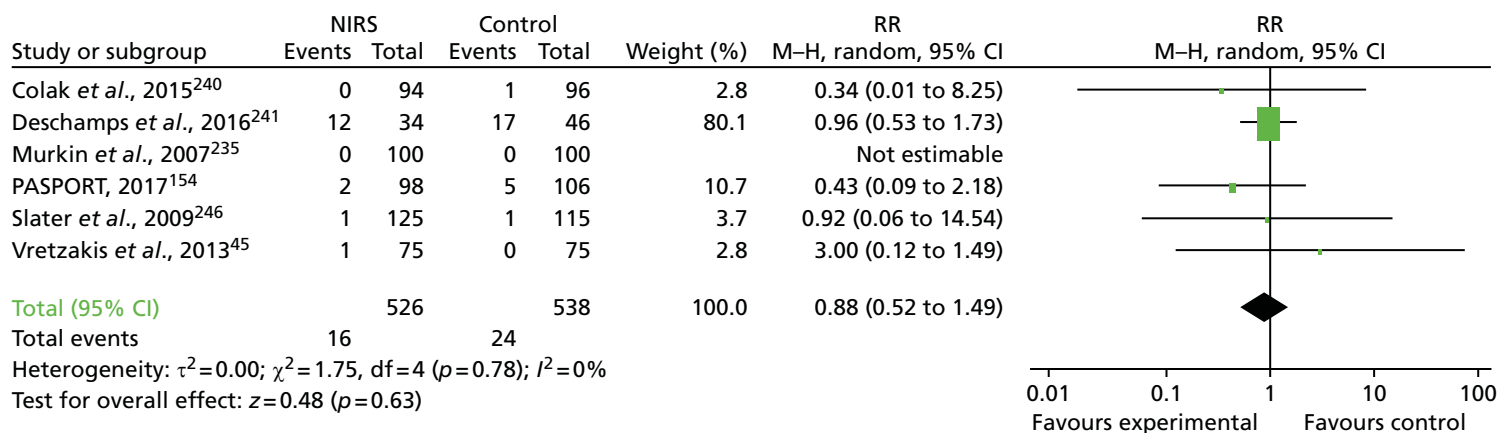 NIRS Control RR RR
Study or subgroup Events Total Events Total Weight (%) M–H, random, 95% CI M–H, random, 95% CI
Colak et al., 2015240 0 94 1 96 2.8 0.34 (0.01 to 8.25)
Deschamps et al., 2016241 12 34 17 46 80.1 0.96 (0.53 to 1.73)
Murkin et al., 2007235 0 100 0 100 Not estimable
PASPORT, 2017154 2 98 5 106 10.7 0.43 (0.09 to 2.18)
Slater et al., 2009246 1 125 1 115 3.7 0.92 (0.06 to 14.54)
Vretzakis et al., 201345 1 75 0 75 2.8 3.00 (0.12 to 1.49)
Total (95% CI) 526 538 100.0 0.88 (0.52 to 1.49)
Total events 16 24
Heterogeneity: τ2=0.00; χ2=1.75, df=4 (p=0.78); I2=0%
Test for overall effect: z=0.48 (p=0.63)
0.01 0.1 1 10 100
Favours experimental Favours control